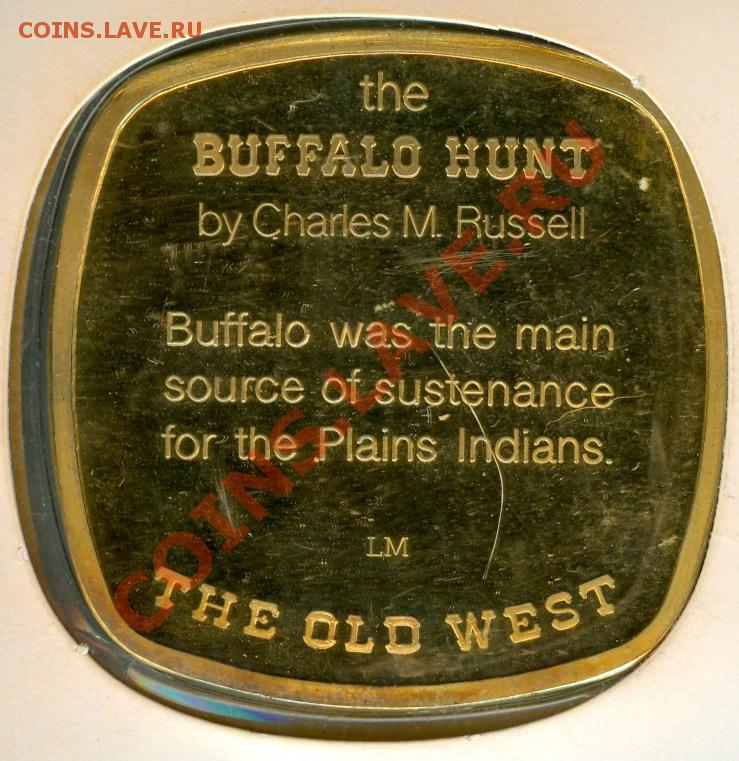 COINS.LAVE.RU
the
BUFFALO HUNT
by Charles M. Russell
Buffalo was the main
source of sustenance
for the Plains Indians.
LM
THE OLD WEST
COINS.LAVE.RU